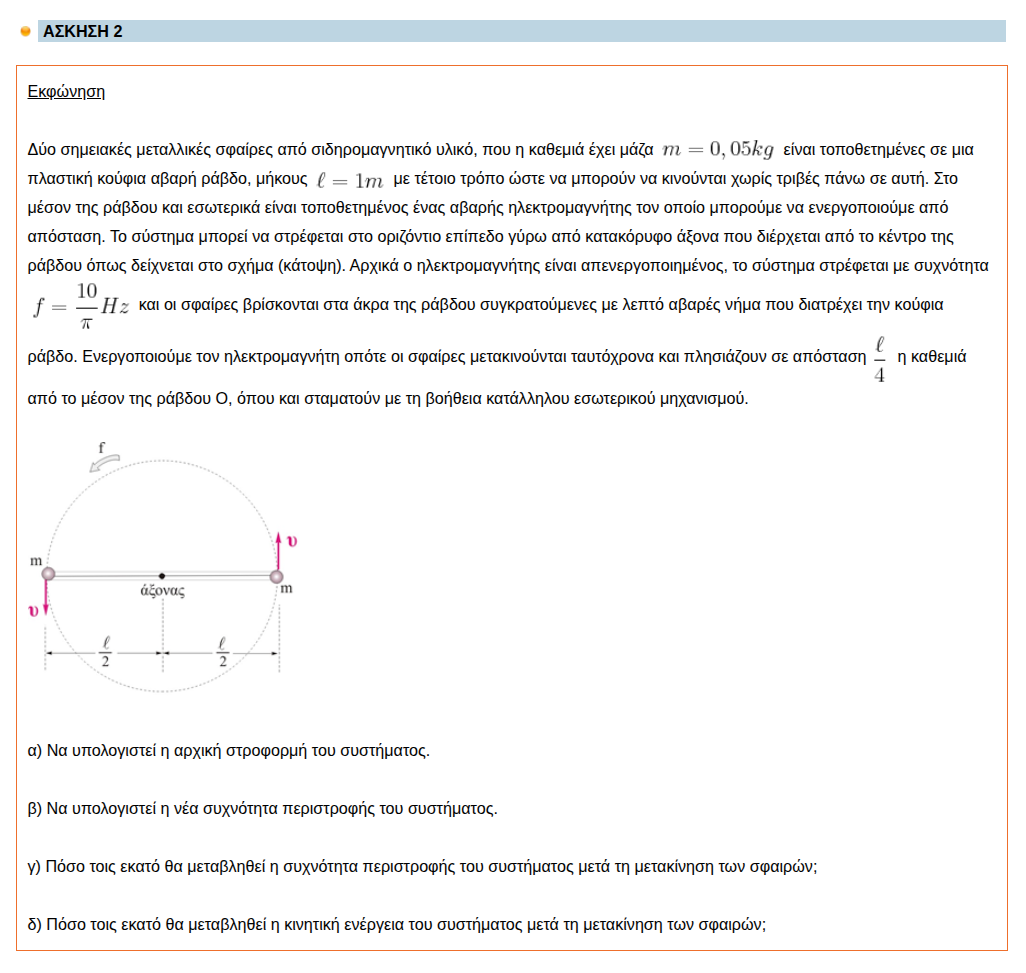 ΑΣΚΗΣΗ 2
Εκφώνηση
Δύο σημειακές μεταλλικές σφαίρες από σιδηρομαγνητικό υλικό, που η καθεμιά έχει μάζα m = 0,05kg είναι τοποθετημένες σε μια
πλαστική κούφια αβαρή ράβδο, μήκους ℓ = 1m με τέτοιο τρόπο ώστε να μπορούν να κινούνται χωρίς τριβές πάνω σε αυτή. Στο
μέσον της ράβδου και εσωτερικά είναι τοποθετημένος ένας αβαρής ηλεκτρομαγνήτης τον οποίο μπορούμε να ενεργοποιούμε από
απόσταση. Το σύστημα μπορεί να στρέφεται στο οριζόντιο επίπεδο γύρω από κατακόρυφο άξονα που διέρχεται από το κέντρο της
ράβδου όπως δείχνεται στο σχήμα (κάτοψη). Αρχικά ο ηλεκτρομαγνήτης είναι απενεργοποιημένος, το σύστημα στρέφεται με συχνότητα
f = 10/π Hz και οι σφαίρες βρίσκονται στα άκρα της ράβδου συγκρατούμενες με λεπτό αβαρές νήμα που διατρέχει την κούφια
ράβδο. Ενεργοποιούμε τον ηλεκτρομαγνήτη οπότε οι σφαίρες μετακινούνται ταυτόχρονα και πλησιάζουν σε απόσταση ℓ/4 η καθεμιά
από το μέσον της ράβδου Ο, όπου και σταματούν με τη βοήθεια κατάλληλου εσωτερικού μηχανισμού.
f
υ
m
άξονας
m
υ
ℓ/2 ℓ/2
α) Να υπολογιστεί η αρχική στροφορμή του συστήματος.
β) Να υπολογιστεί η νέα συχνότητα περιστροφής του συστήματος.
γ) Πόσο τοις εκατό θα μεταβληθεί η συχνότητα περιστροφής του συστήματος μετά τη μετακίνηση των σφαιρών;
δ) Πόσο τοις εκατό θα μεταβληθεί η κινητική ενέργεια του συστήματος μετά τη μετακίνηση των σφαιρών;